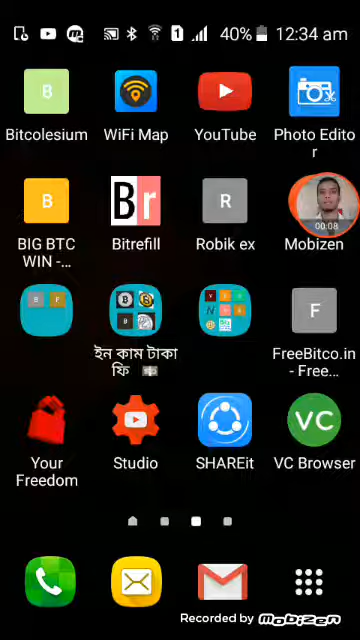 40% 12:34 am
B
Bitcolesium WiFi Map YouTube Photo Edito
r
B Br R 00:08
BIG BTC Bitrefill Robik ex Mobizen
WIN -...
B F F
ইন কাম টাকা FreeBitco.in
ফি - Free...
VC
Your Studio SHAREit VC Browser
Freedom
Recorded by mobizen